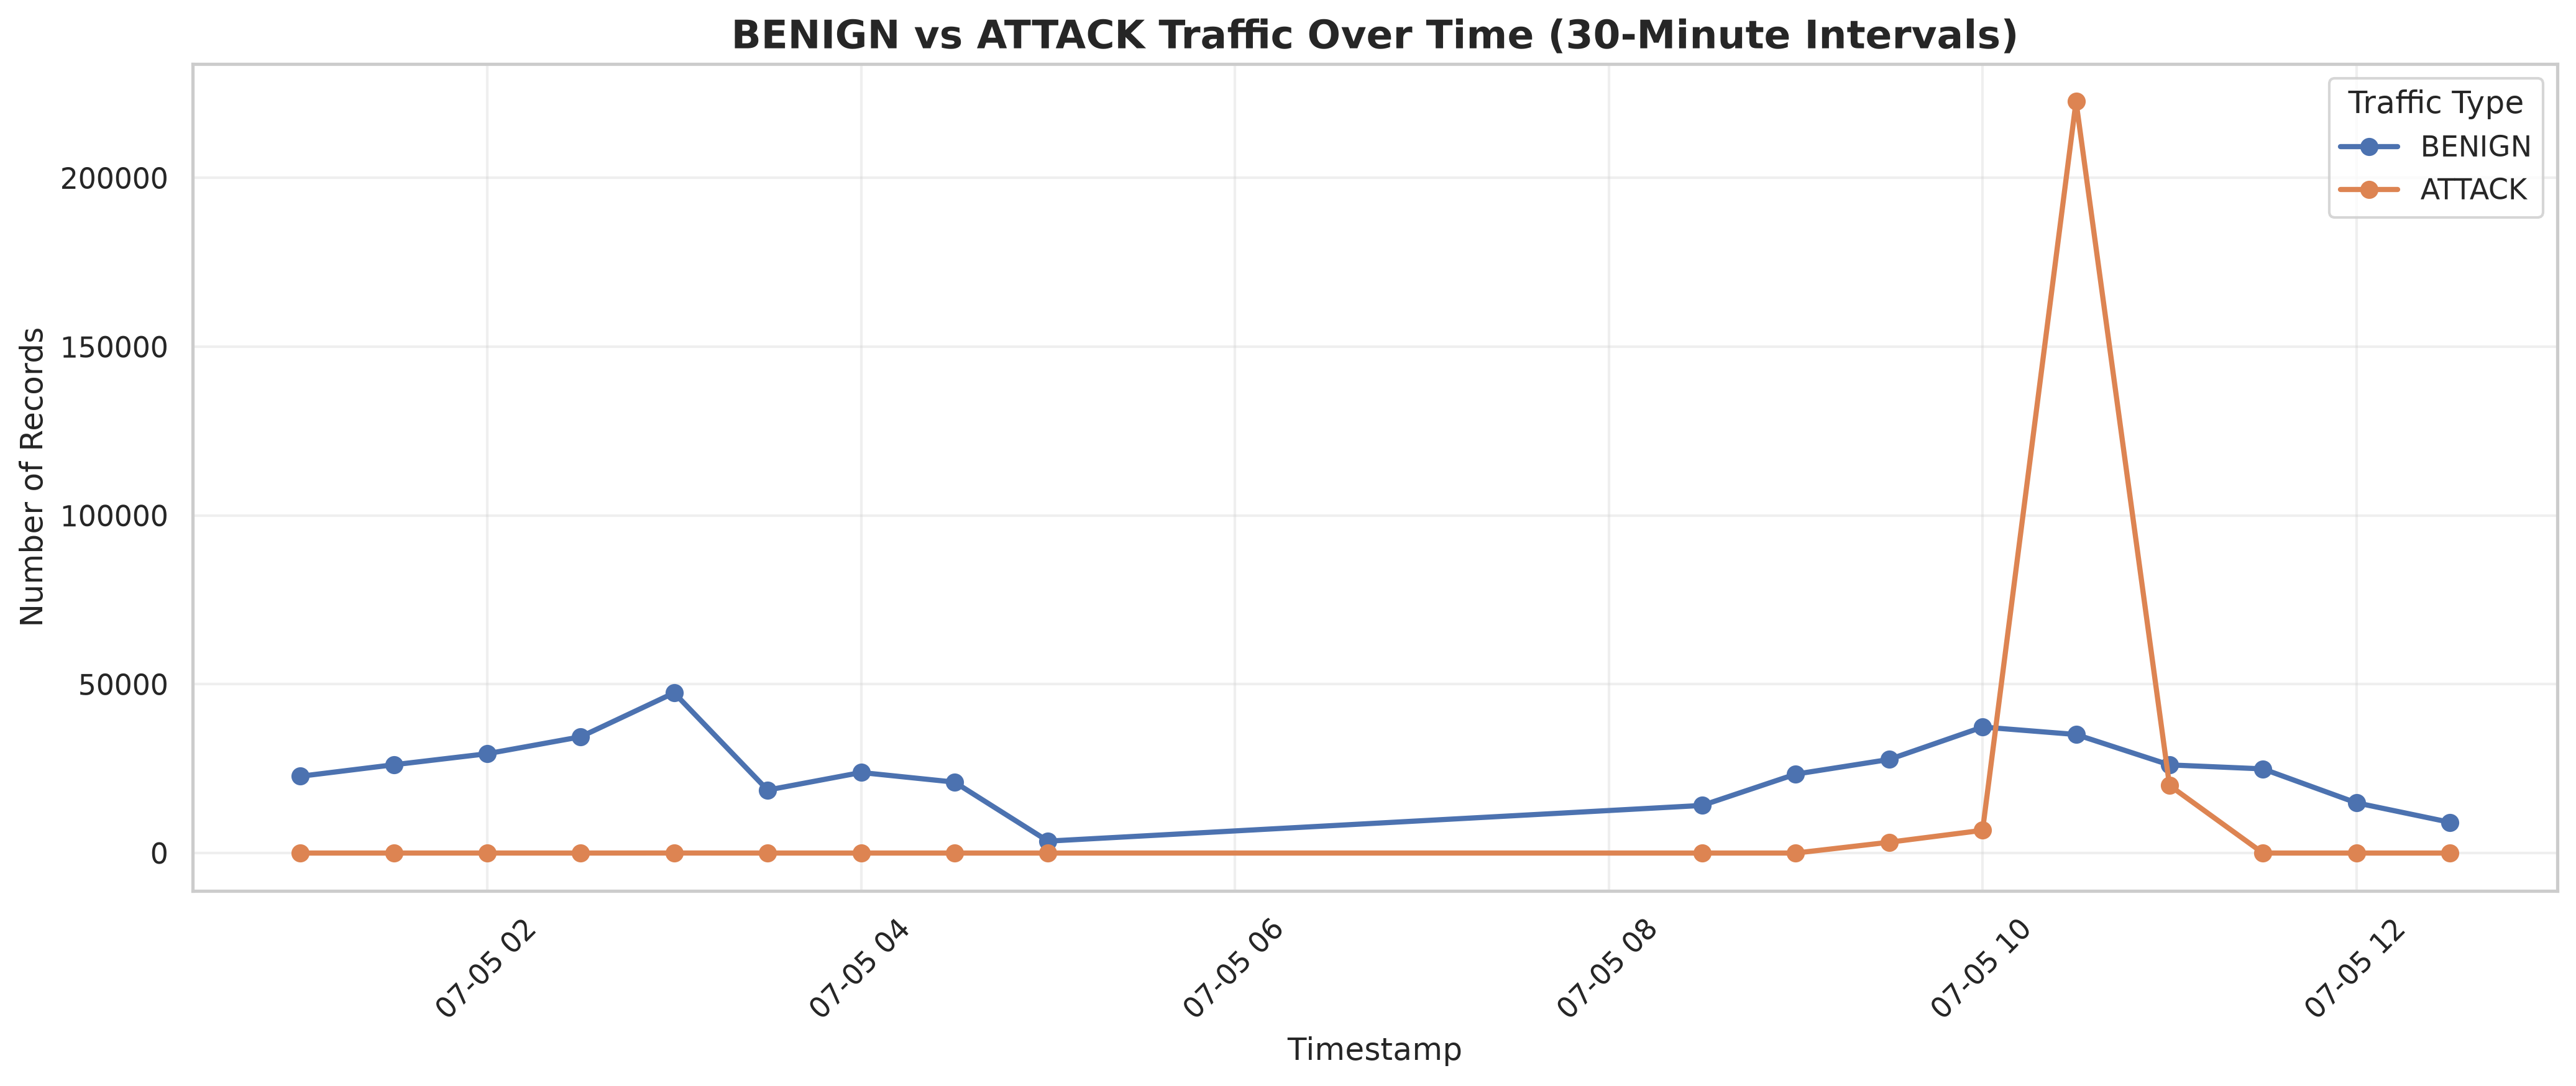 BENIGN vs ATTACK Traffic Over Time (30-Minute Intervals)
Traffic Type
BENIGN
ATTACK
Number of Records
200000
150000
100000
50000
0
07-05 02
07-05 04
07-05 06
07-05 08
07-05 10
07-05 12
Timestamp